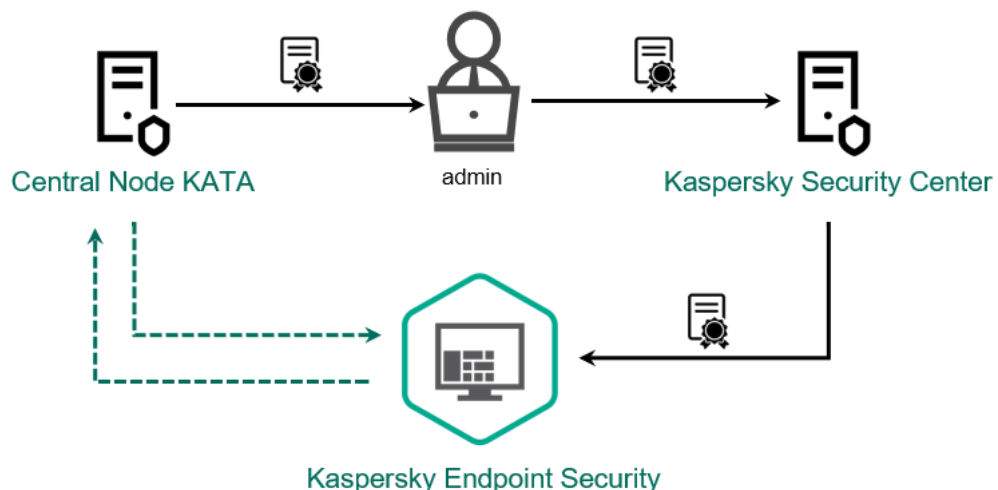 Central Node KATA
admin
Kaspersky Security Center
Kaspersky Endpoint Security